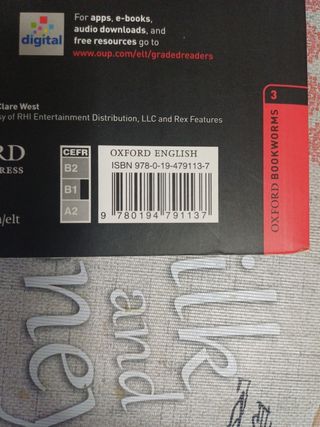 For apps, e-books,
audio downloads, and
free resources go to
www.oup.com/elt/gradedreaders
digital
Clare West
sy of RHI Entertainment Distribution, LLC and Rex Features
RD
RESS
CEFR
B2
B1
A2
OXFORD ENGLISH
ISBN 978-0-19-479113-7
9 780194 791137
n/elt
3
OXFORD BOOKWORMS
ilk
and
ney